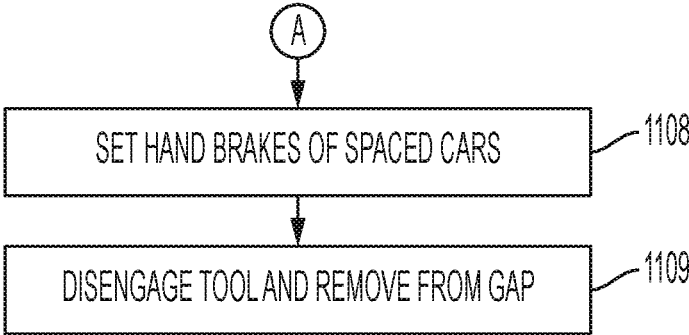 A
SET HAND BRAKES OF SPACED CARS
1108
DISENGAGE TOOL AND REMOVE FROM GAP
1109